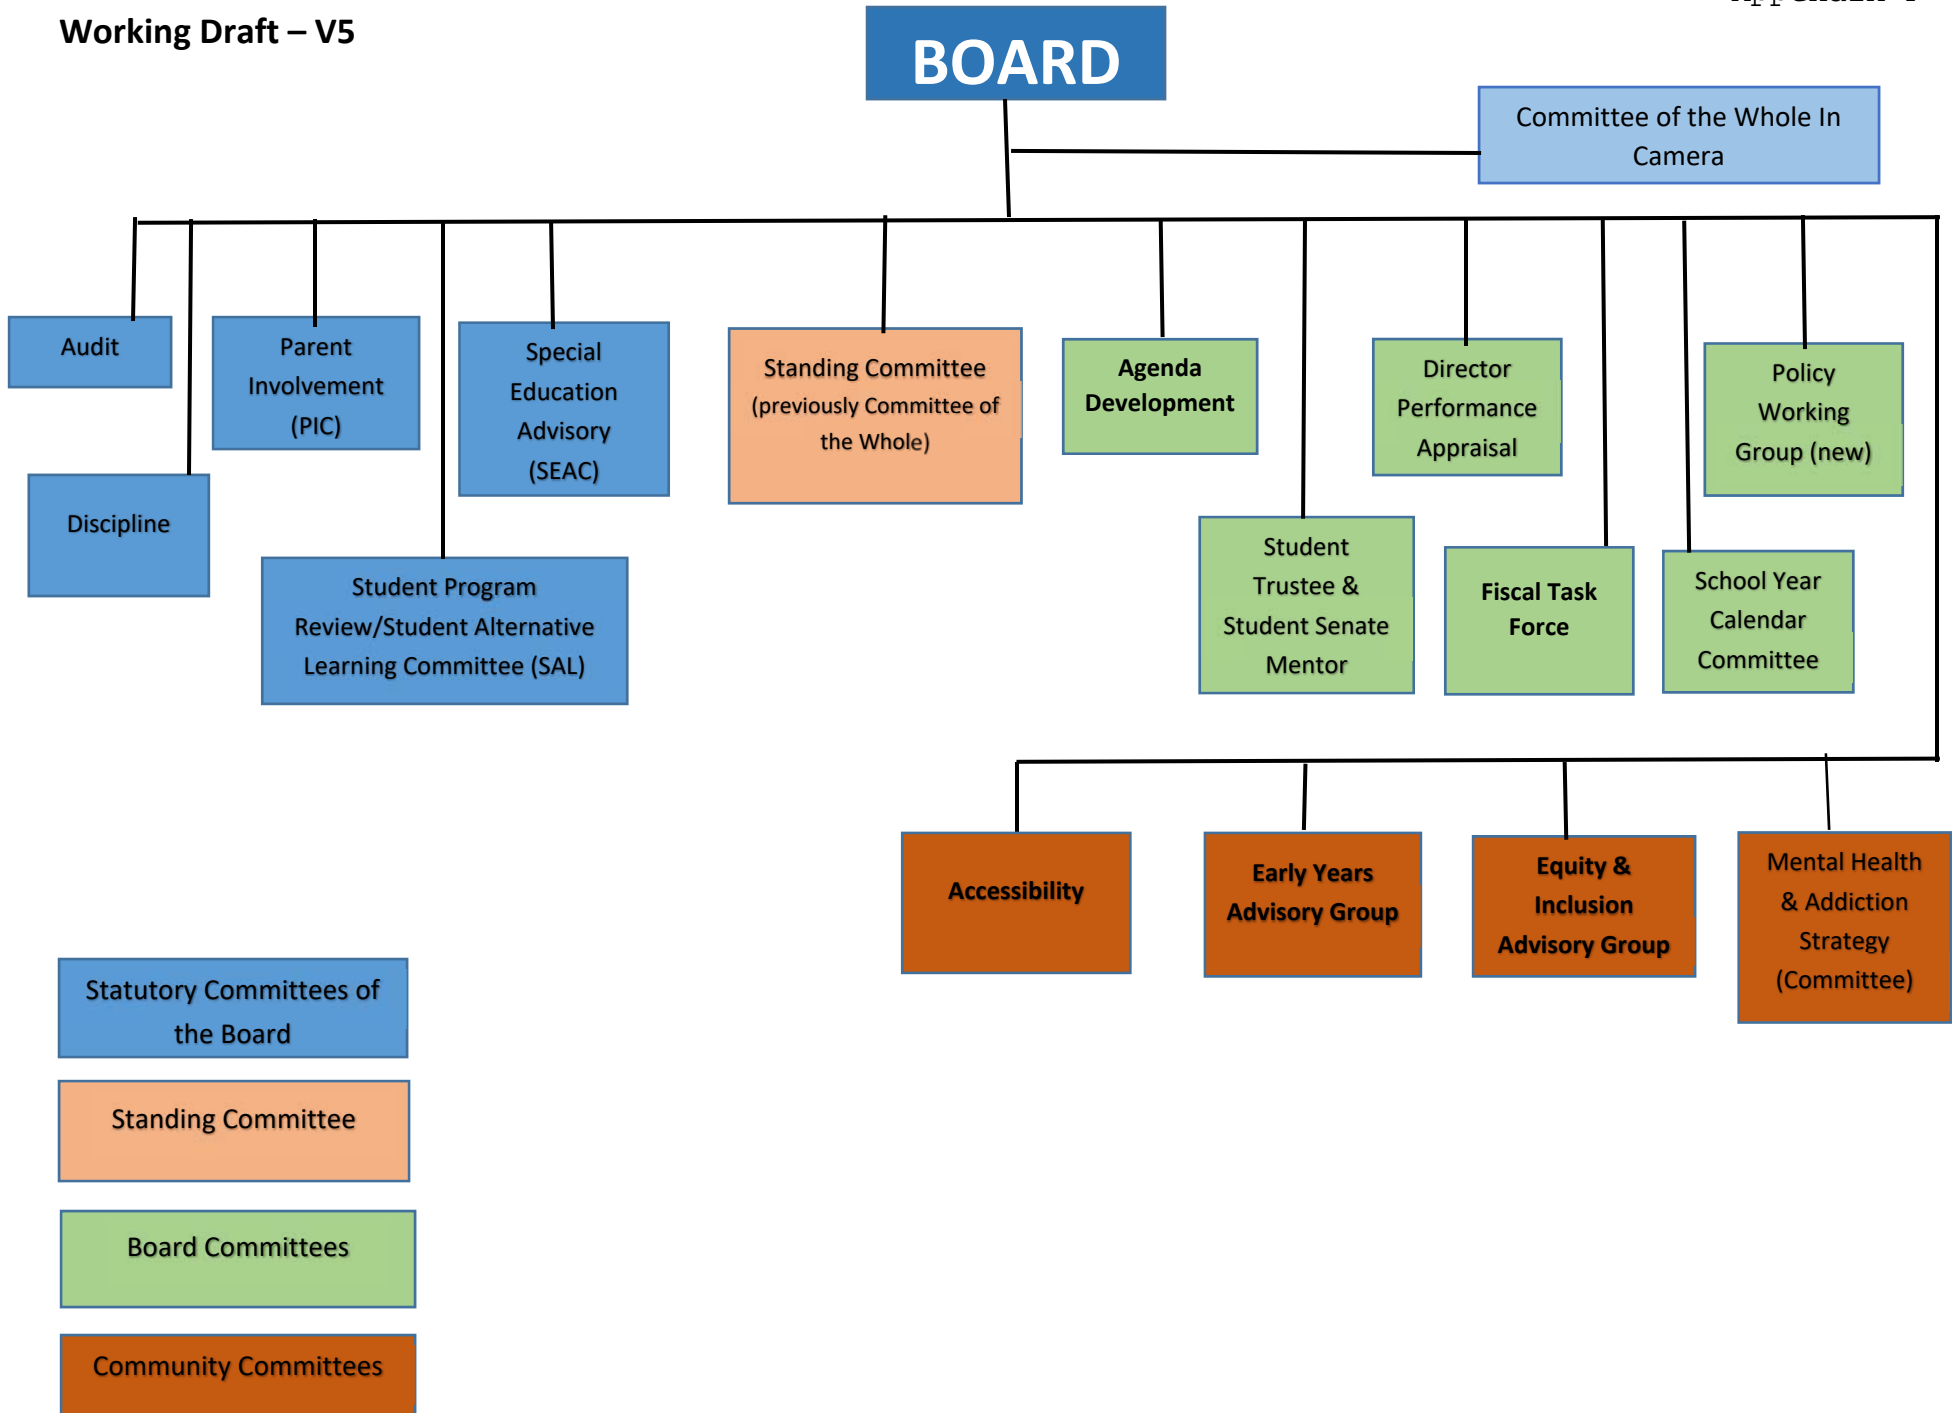 Working Draft – V5
BOARD
Committee of the Whole In
Camera
Audit
Parent
Involvement
(PIC)
Special
Education
Advisory
(SEAC)
Standing Committee
(previously Committee of
the Whole)
Agenda
Development
Director
Performance
Appraisal
Policy
Working
Group (new)
Discipline
Student Program
Review/Student Alternative
Learning Committee (SAL)
Student
Trustee &
Student Senate
Mentor
Fiscal Task
Force
School Year
Calendar
Committee
Accessibility
Early Years
Advisory Group
Equity &
Inclusion
Advisory Group
Mental Health
& Addiction
Strategy
(Committee)
Statutory Committees of
the Board
Standing Committee
Board Committees
Community Committees